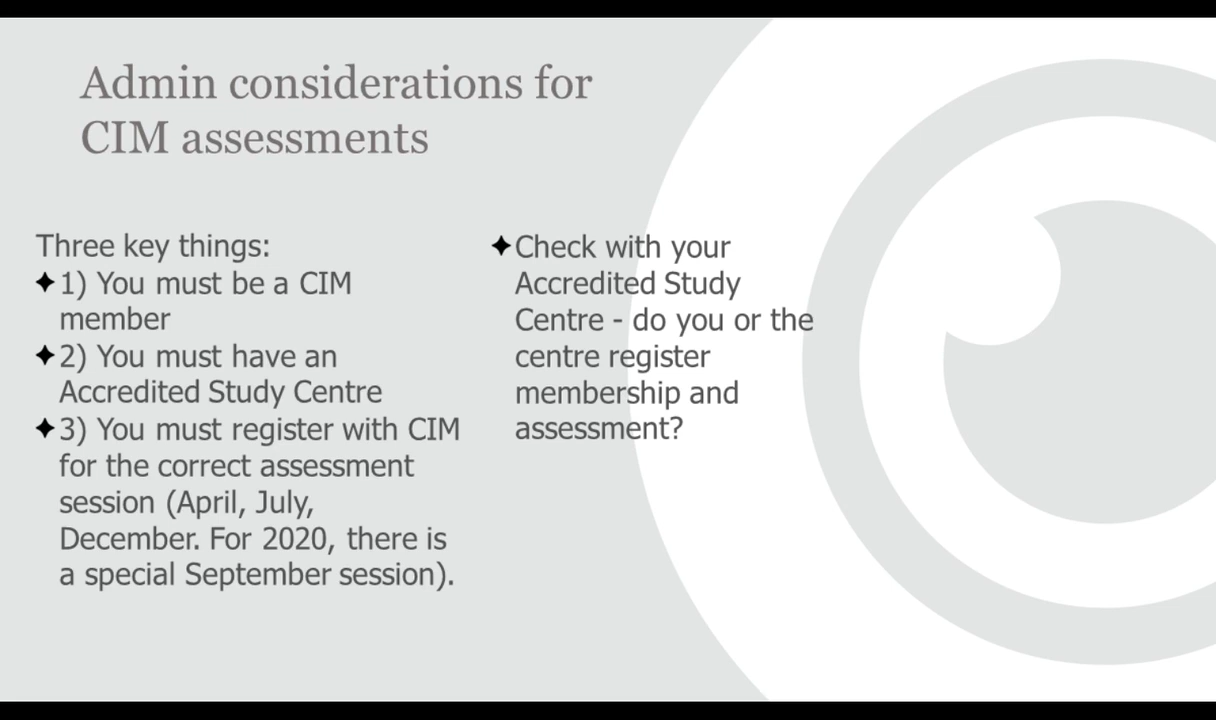 Admin considerations for
CIM assessments
Three key things:
✦1) You must be a CIM
member
✦2) You must have an
Accredited Study Centre
✦3) You must register with CIM
for the correct assessment
session (April, July,
December. For 2020, there is
a special September session).
✦Check with your
Accredited Study
Centre - do you or the
centre register
membership and
assessment?